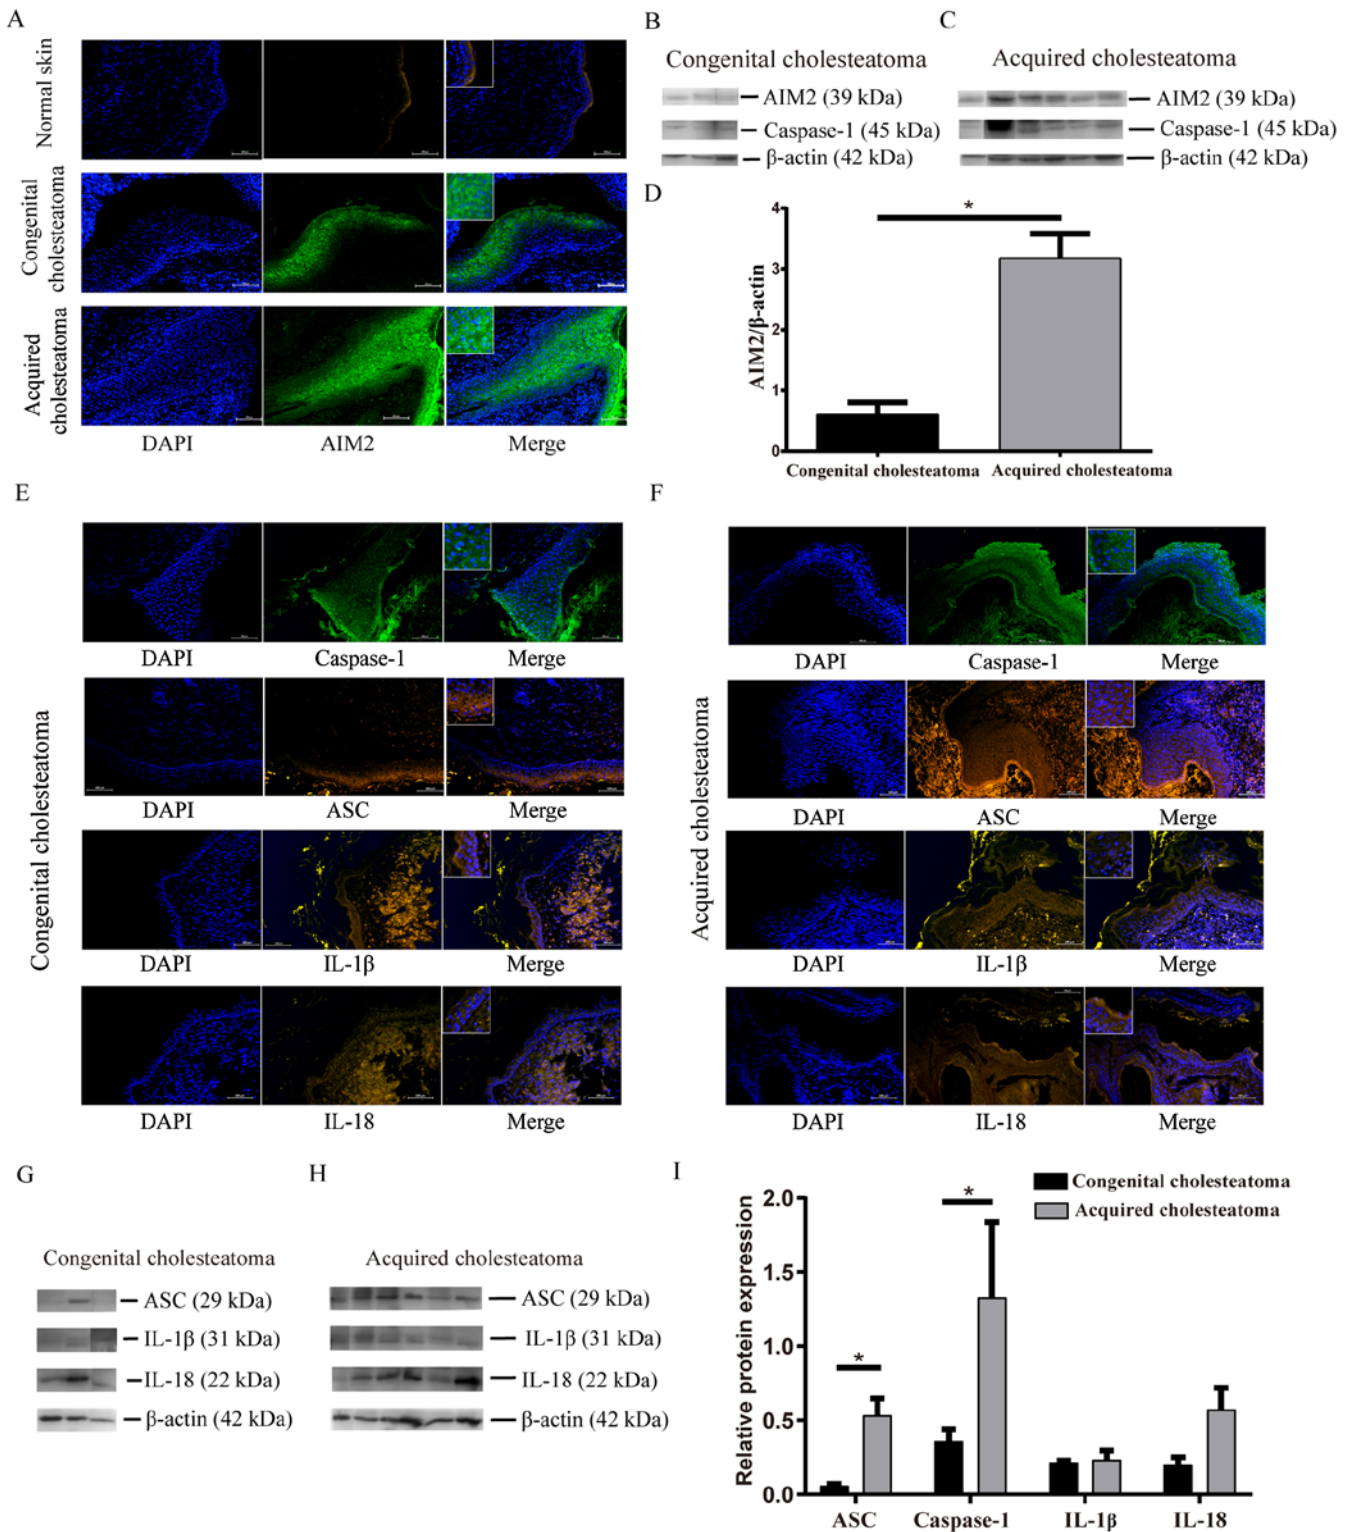 A
Normal skin
Congenital
cholesteatoma
Acquired
cholesteatoma
DAPI
AIM2
Merge
B
Congenital cholesteatoma
AIM2 (39 kDa)
Caspase-1 (45 kDa)
β-actin (42 kDa)
C
Acquired cholesteatoma
AIM2 (39 kDa)
Caspase-1 (45 kDa)
β-actin (42 kDa)
D
AIM2/β-actin
4
3
2
1
0
*
Congenital cholesteatoma
Acquired cholesteatoma
E
Congenital cholesteatoma
DAPI
Caspase-1
Merge
DAPI
ASC
Merge
DAPI
IL-1β
Merge
DAPI
IL-18
Merge
F
Acquired cholesteatoma
DAPI
Caspase-1
Merge
DAPI
ASC
Merge
DAPI
IL-1β
Merge
DAPI
IL-18
Merge
G
Congenital cholesteatoma
ASC (29 kDa)
IL-1β (31 kDa)
IL-18 (22 kDa)
β-actin (42 kDa)
H
Acquired cholesteatoma
ASC (29 kDa)
IL-1β (31 kDa)
IL-18 (22 kDa)
β-actin (42 kDa)
I
Congenital cholesteatoma
Acquired cholesteatoma
Relative protein expression
2.0
1.5
1.0
0.5
0.0
*
*
ASC
Caspase-1
IL-1β
IL-18